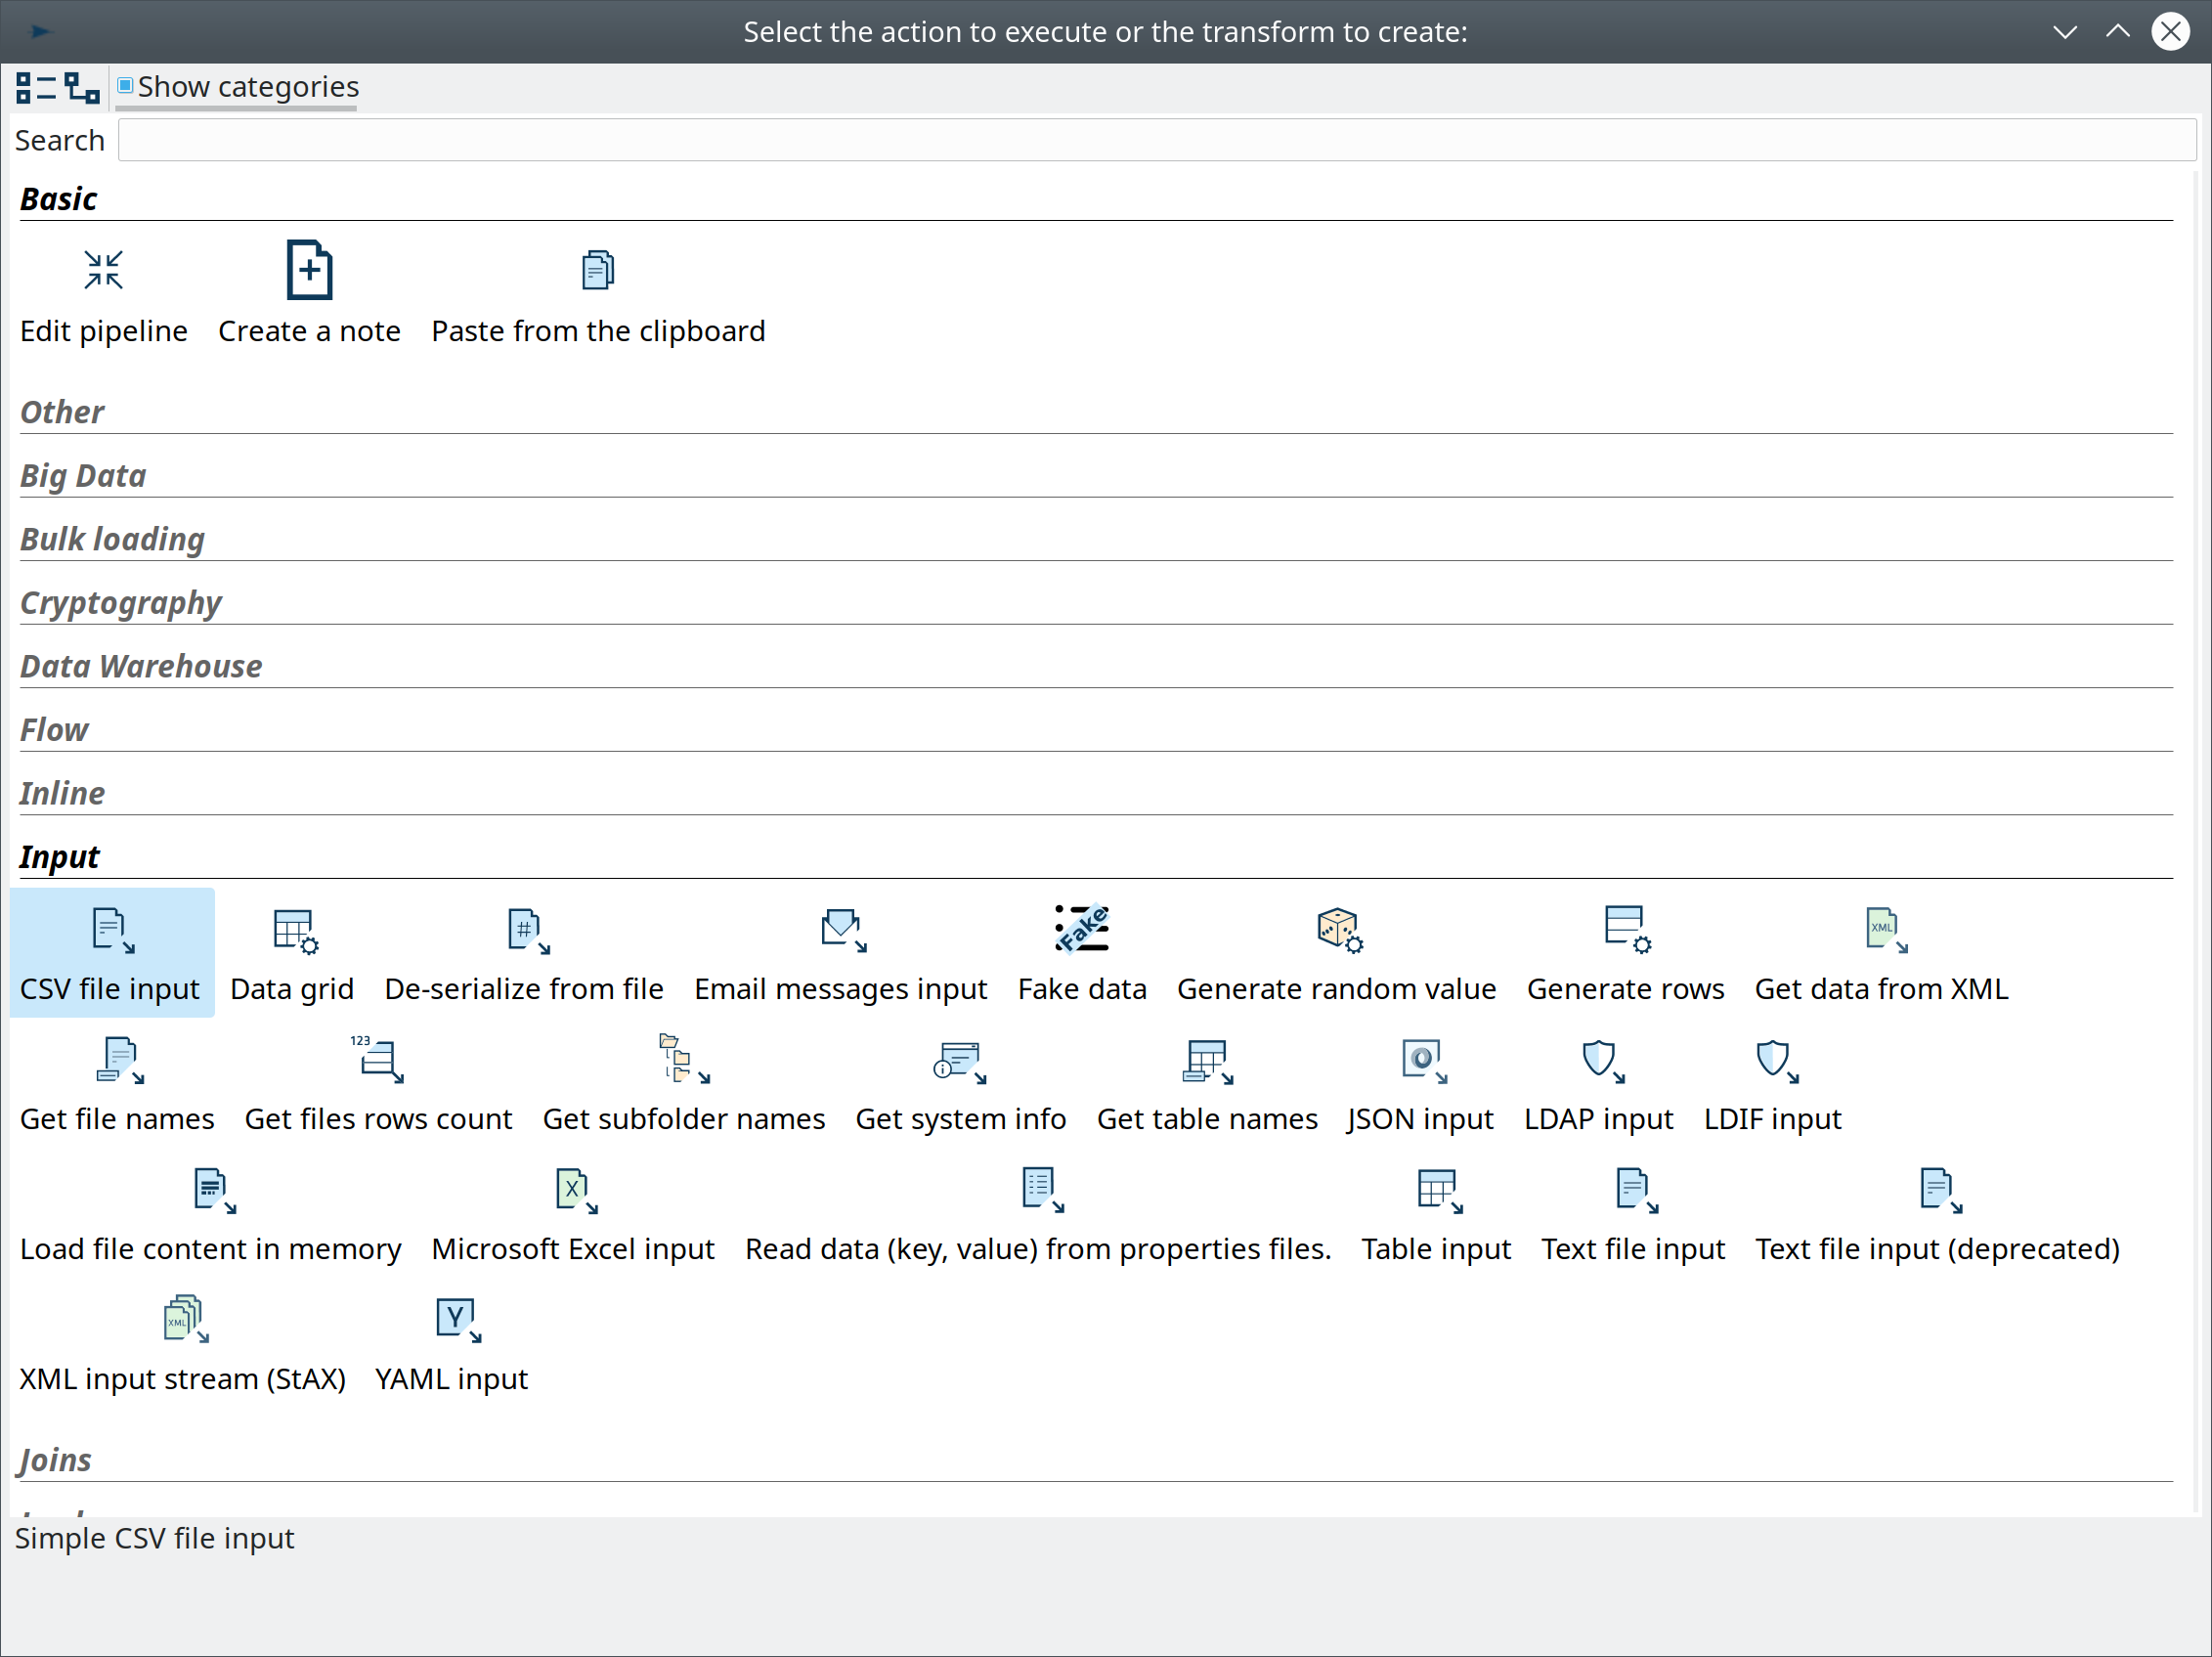 Select the action to execute or the transform to create:
Show categories
Search
Basic
Edit pipeline Create a note Paste from the clipboard
Other
Big Data
Bulk loading
Cryptography
Data Warehouse
Flow
Inline
Input
# Fake XML
CSV file input Data grid De-serialize from file Email messages input Fake data Generate random value Generate rows Get data from XML
123
Get file names Get files rows count Get subfolder names Get system info Get table names JSON input LDAP input LDIF input
X
Load file content in memory Microsoft Excel input Read data (key, value) from properties files. Table input Text file input Text file input (deprecated)
XML Y
XML input stream (StAX) YAML input
Joins
Simple CSV file input